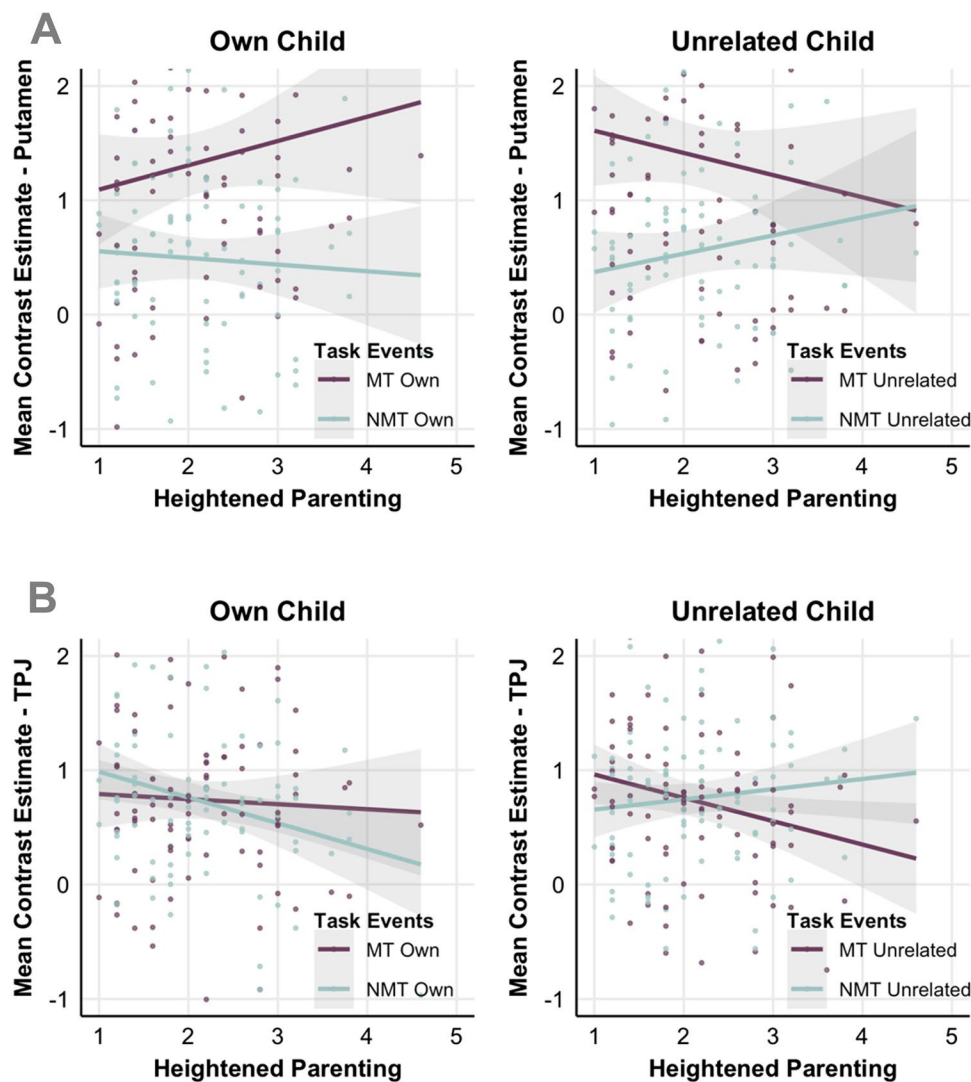 A
Own Child
Unrelated Child
Mean Contrast Estimate - Putamen
2
1
0
-1
Task Events
MT Own
NMT Own
1 2 3 4 5
Heightened Parenting
Mean Contrast Estimate - Putamen
2
1
0
-1
Task Events
MT Unrelated
NMT Unrelated
1 2 3 4 5
Heightened Parenting
B
Own Child
Unrelated Child
Mean Contrast Estimate - TPJ
2
1
0
-1
Task Events
MT Own
NMT Own
1 2 3 4 5
Heightened Parenting
Mean Contrast Estimate - TPJ
2
1
0
-1
Task Events
MT Unrelated
NMT Unrelated
1 2 3 4 5
Heightened Parenting